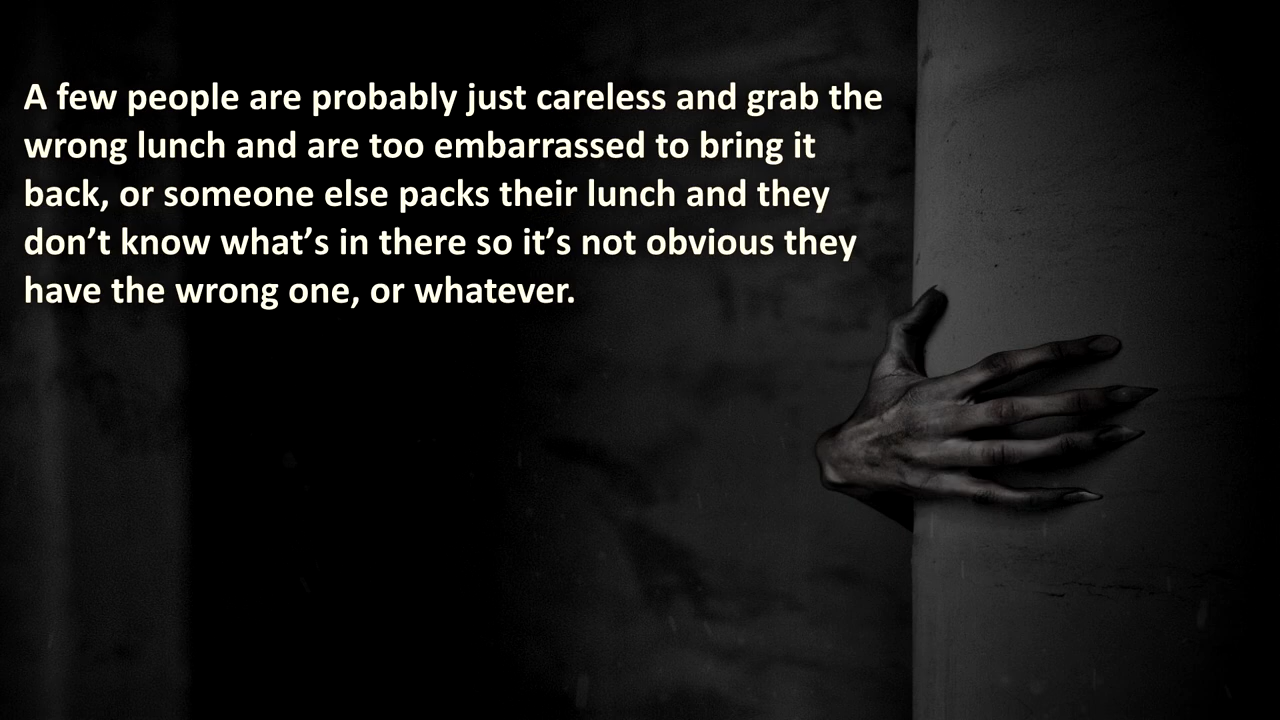 A few people are probably just careless and grab the
wrong lunch and are too embarrassed to bring it
back, or someone else packs their lunch and they
don’t know what’s in there so it’s not obvious they
have the wrong one, or whatever.